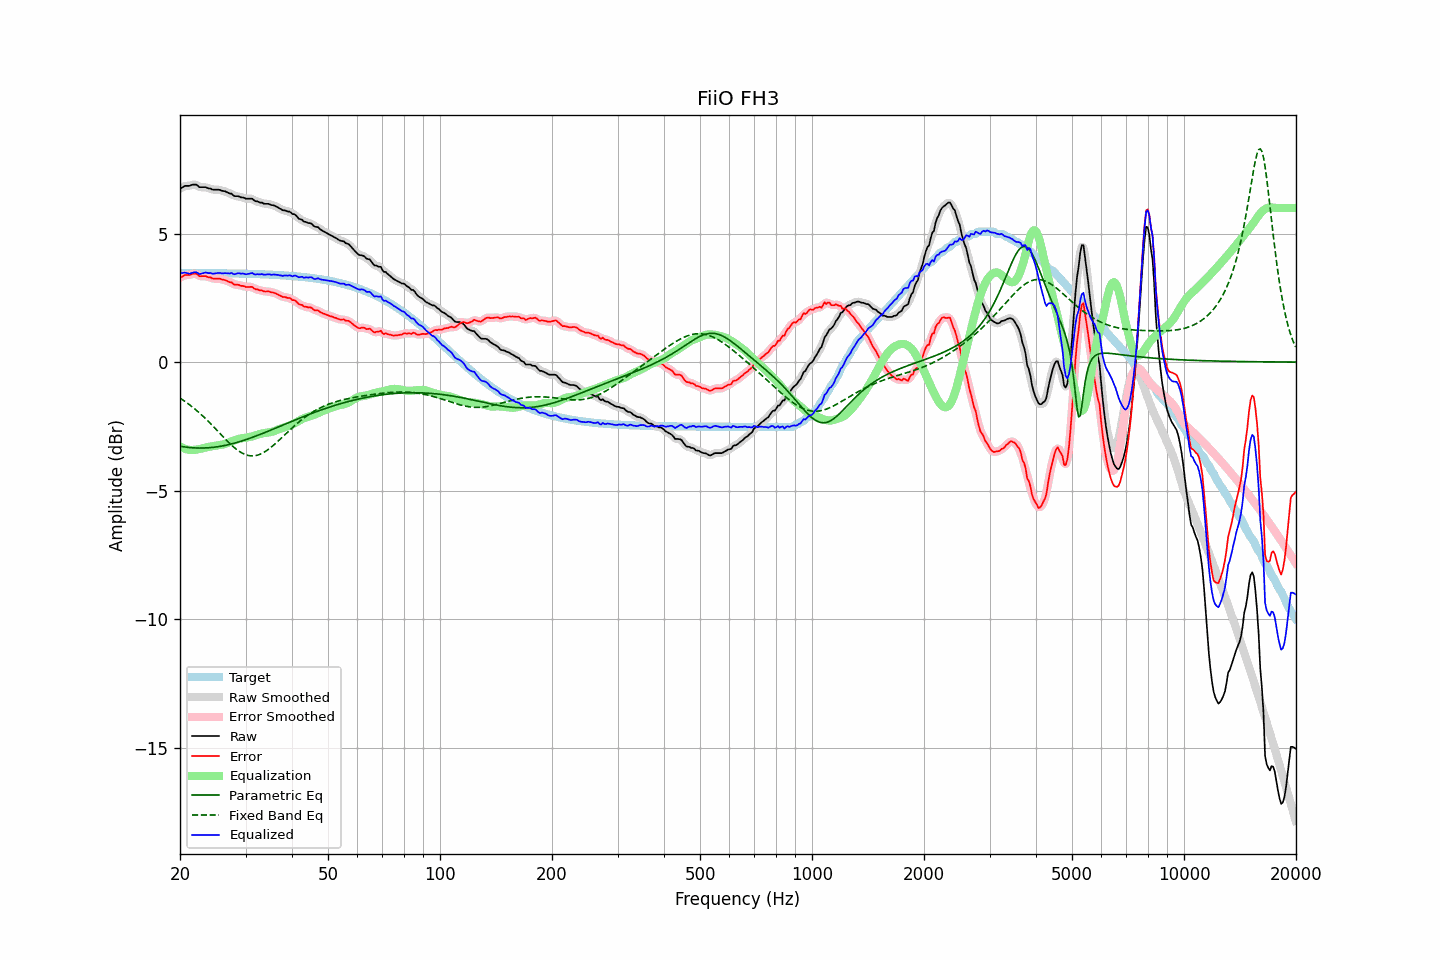 FiiO FH3
5
0
−5
−10
−15
Amplitude (dBr)
Target
Raw Smoothed
Error Smoothed
Raw
Error
Equalization
Parametric Eq
Fixed Band Eq
Equalized
20 50 100 200 500 1000 2000 5000 10000 20000
Frequency (Hz)